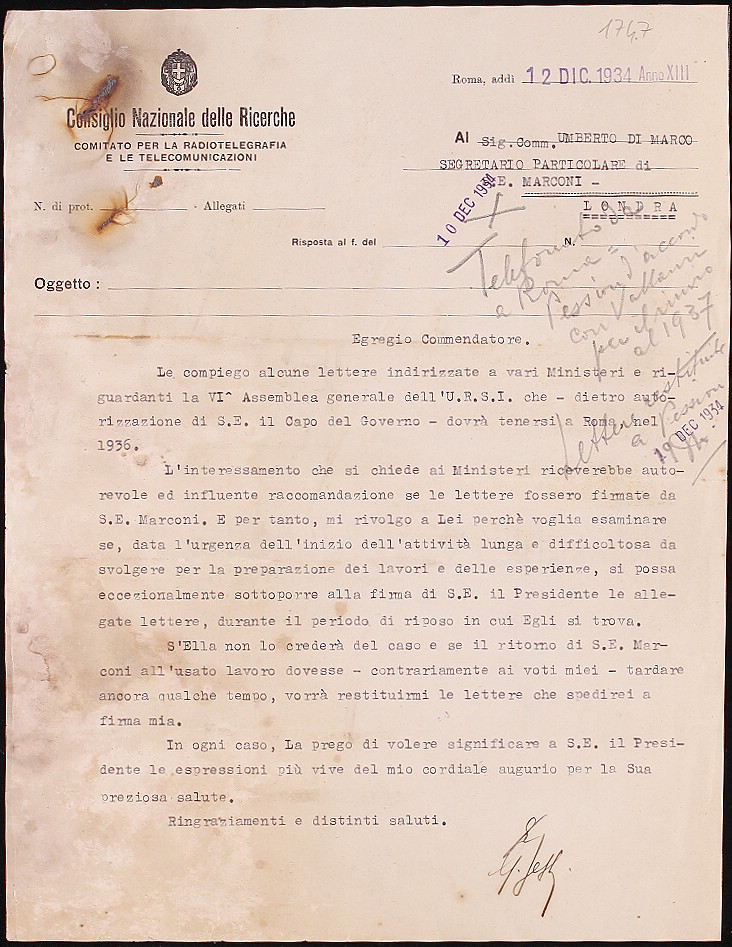 1747
Consiglio Nazionale delle Ricerche
COMITATO PER LA RADIOTELEGRAFIA
E LE TELECOMUNICAZIONI
Roma, addì 12 DIC. 1934 Anno XIII
Al Sig.Comm. UMBERTO DI MARCO
SEGRETARIO PARTICOLARE di
S.E. MARCONI -
LONDRA
N. di prot. - Allegati
10 DEC 1934
Risposta al f. del N.
Oggetto :
Telefonato da
a Roma =
Pession d'accordo
con Vallauri
per il rinvio
al 1937
Lettere restituite
a Pession
19 DEC 1934
Egregio Commendatore.
Le compiego alcune lettere indirizzate a vari Ministeri e ri-
guardanti la VI^ Assemblea generale dell'U.R.S.I. che - dietro auto-
rizzazione di S.E. il Capo del Governo - dovrà tenersi a Roma, nel
1936.
L'interessamento che si chiede ai Ministeri riceverebbe auto-
revole ed influente raccomandazione se le lettere fossero firmate da
S.E. Marconi. E per tanto, mi rivolgo a Lei perchè voglia esaminare
se, data l'urgenza dell'inizio dell'attività lunga e difficoltosa da
svolgere per la preparazione dei lavori e delle esperienze, si possa
eccezionalmente sottoporre alla firma di S.E. il Presidente le alle-
gate lettere, durante il periodo di riposo in cui Egli si trova.
S'Ella non lo crederà del caso e se il ritorno di S.E. Mar-
coni all'usato lavoro dovesse - contrariamente ai voti miei - tardare
ancora qualche tempo, vorrà restituirmi le lettere che spedirei a
firma mia.
In ogni caso, La prego di volere significare a S.E. il Presi-
dente le espressioni più vive del mio cordiale augurio per la Sua
preziosa salute.
Ringraziamenti e distinti saluti.